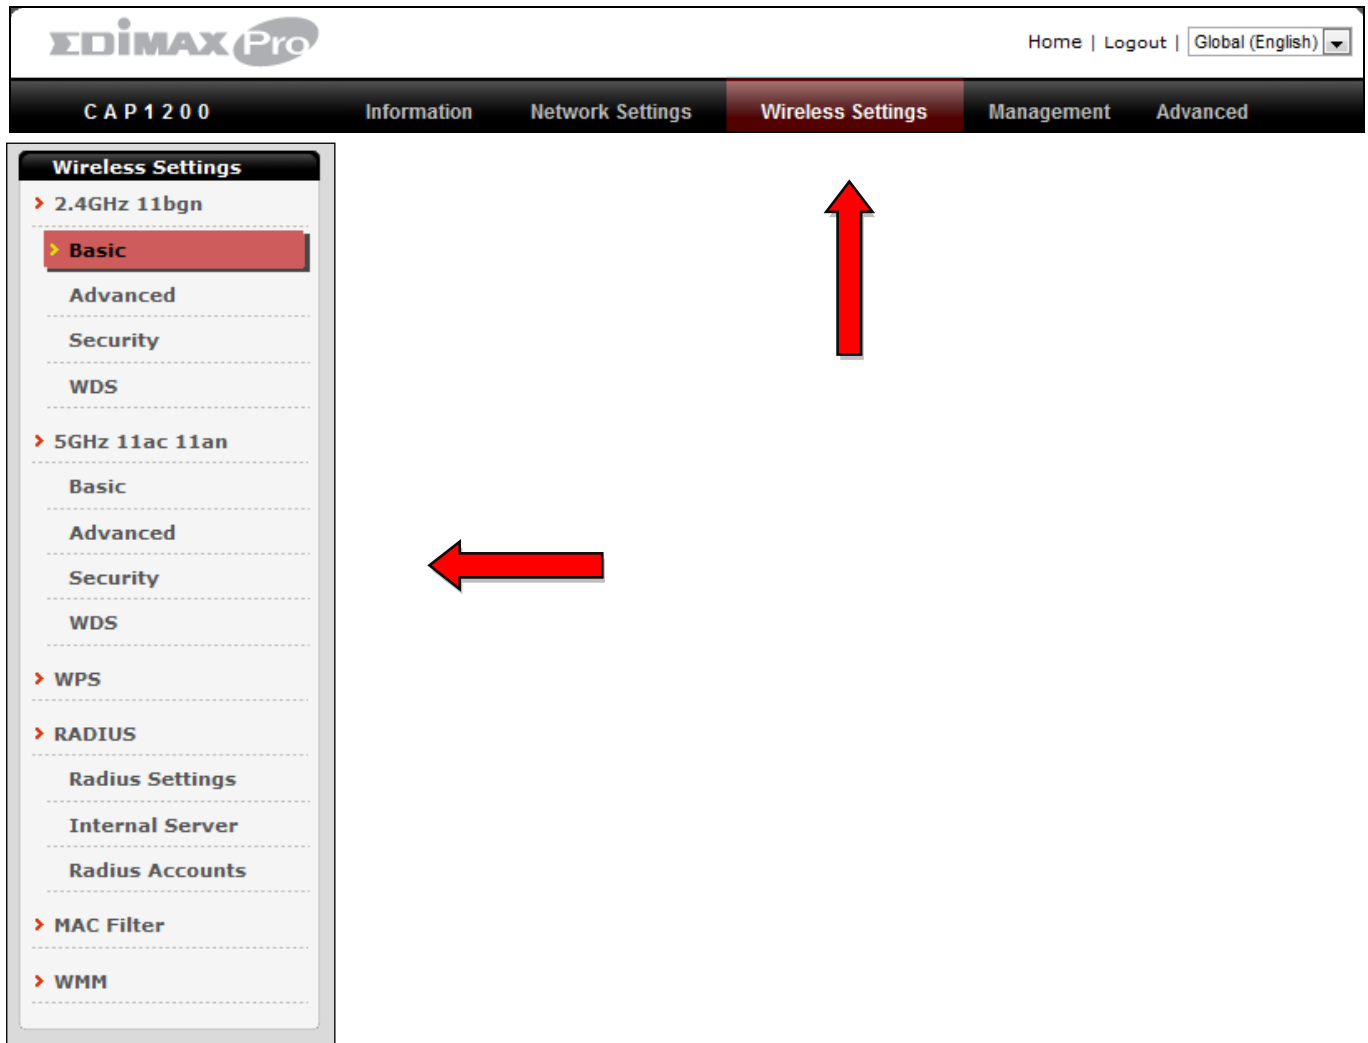 EDIMAX Pro
Home | Logout | Global (English)
CAP1200 Information Network Settings Wireless Settings Management Advanced
Wireless Settings
2.4GHz 11bgn
Basic
Advanced
Security
WDS
5GHz 11ac 11an
Basic
Advanced
Security
WDS
WPS
RADIUS
Radius Settings
Internal Server
Radius Accounts
MAC Filter
WMM